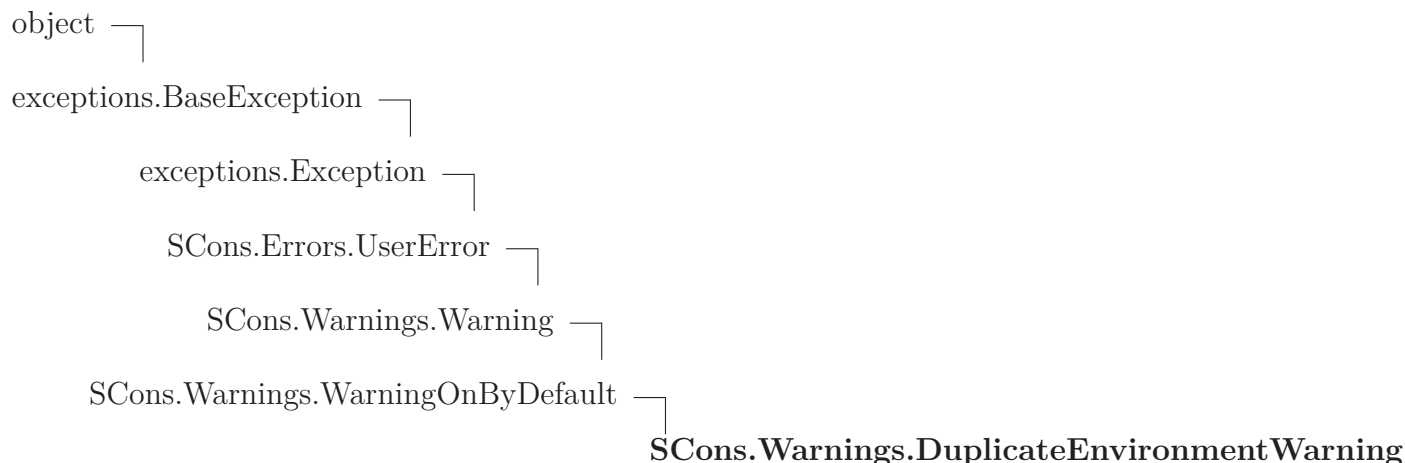 object
exceptions.BaseException
exceptions.Exception
SCons.Errors.UserError
SCons.Warnings.Warning
SCons.Warnings.WarningOnByDefault
SCons.Warnings.DuplicateEnvironmentWarning